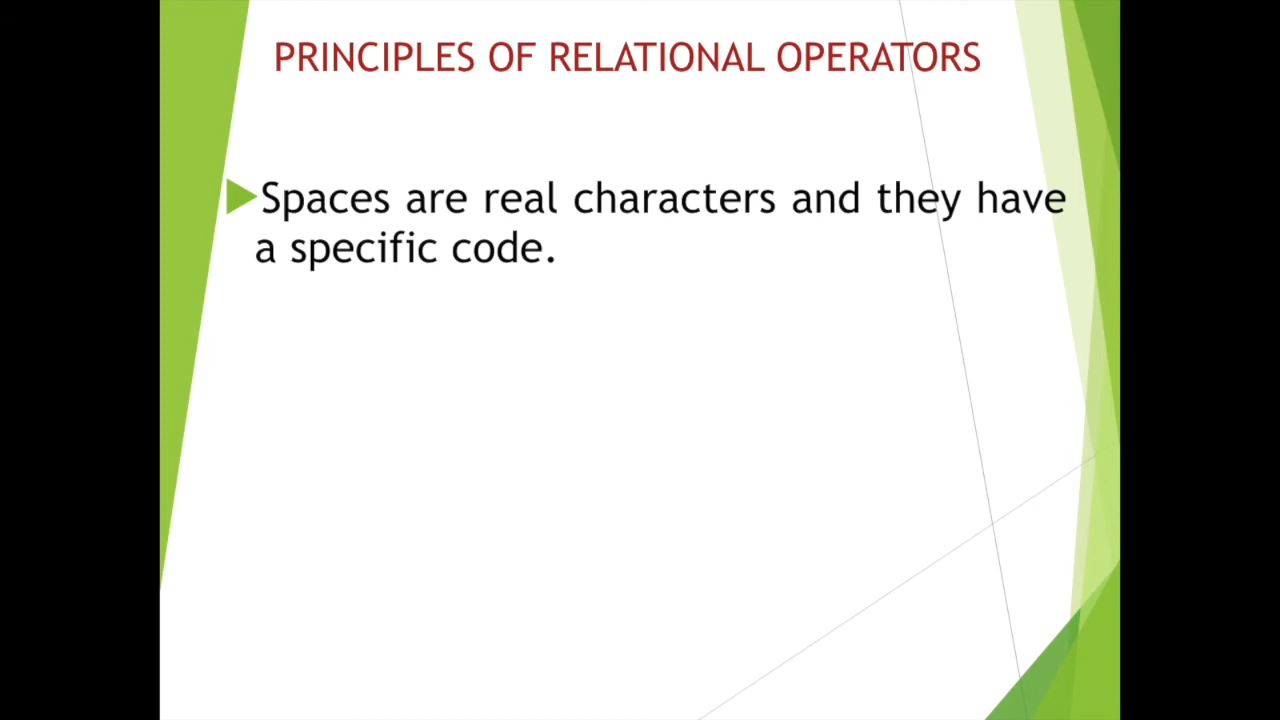 PRINCIPLES OF RELATIONAL OPERATORS
Spaces are real characters and they have
a specific code.